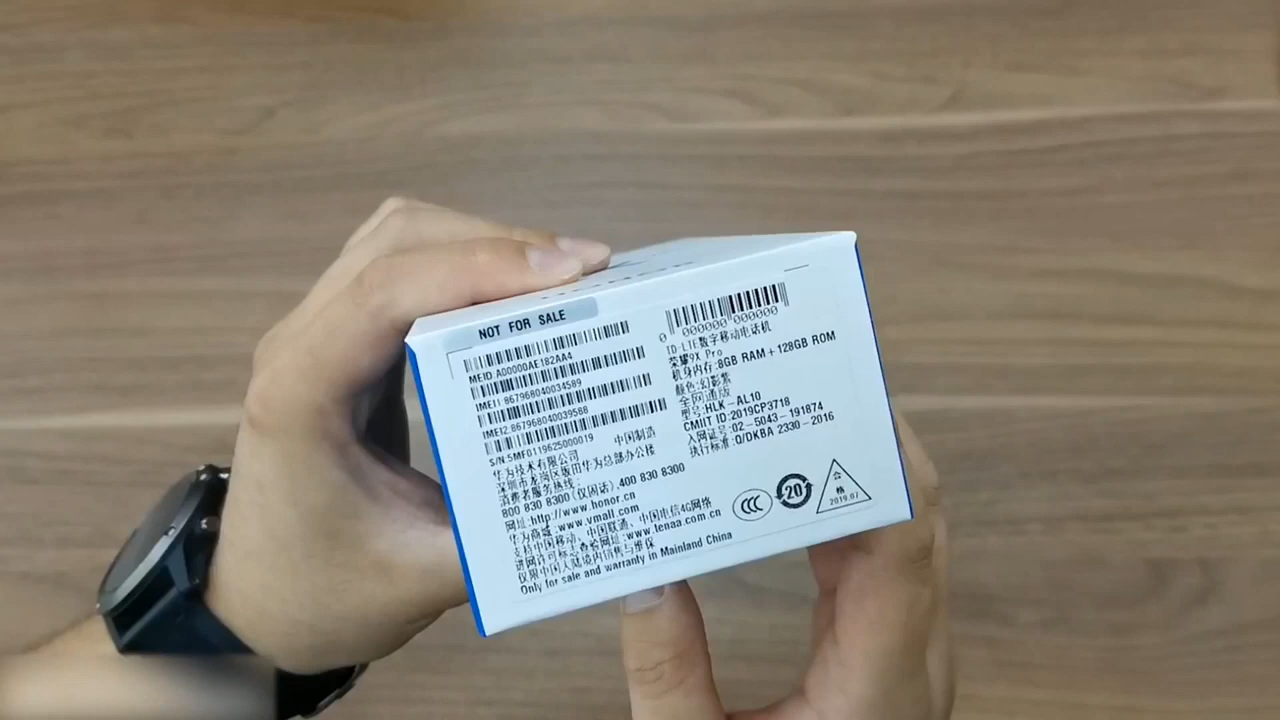 HONOR
NOT FOR SALE
MEID:A00000AE182AA4
IMEI1:867968040034589
IMEI2:867968040039588
S/N:5MF0119625000019 中国制造
华为技术有限公司
深圳市龙岗区坂田华为总部办公楼
消费者服务热线：
800 830 8300 (仅固话),400 830 8300
网址:http://www.honor.cn
华为商城:www.vmall.com
支持中国移动、中国联通、中国电信4G网络
进网许可标志查验网址:www.tenaa.com.cn
仅限中国大陆境内销售与维保
Only for sale and warranty in Mainland China
0 000000 000000
TD-LTE数字移动电话机
荣耀9X Pro
机身内存:8GB RAM+128GB ROM
颜色:幻影紫
全网通版
型号:HLK-AL10
CMIIT ID:2019CP3718
入网证号:02-5043-191874
执行标准:Q/DKBA 2330-2016
CCC
20
合
格
2019.07